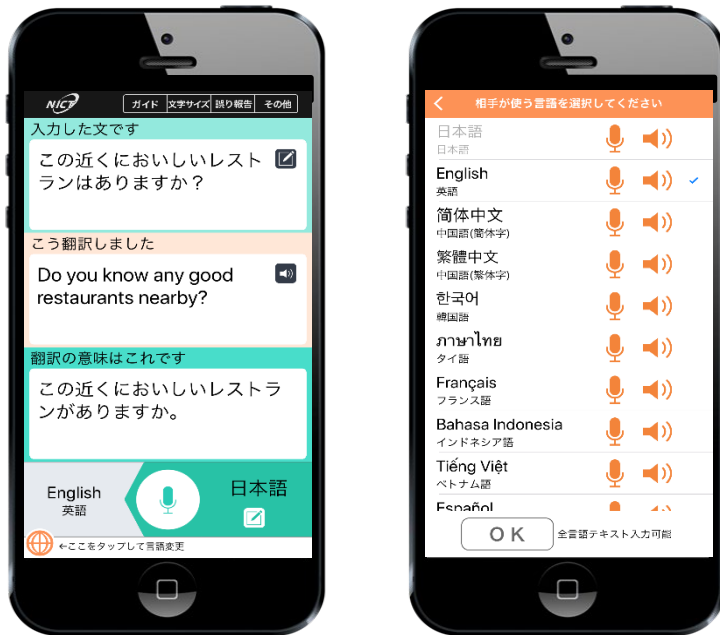 NICT
ガイド 文字サイズ 誤り報告 その他
入力した文です
この近くにおいしいレスト
ランはありますか？
こう翻訳しました
Do you know any good
restaurants nearby?
翻訳の意味はこれです
この近くにおいしいレストラ
ンがありますか。
English
英語
日本語
←ここをタップして言語変更
相手が使う言語を選択してください
日本語
日本語
English
英語
简体中文
中国語(簡体字)
繁體中文
中国語(繁体字)
한국어
韓国語
ภาษาไทย
タイ語
Français
フランス語
Bahasa Indonesia
インドネシア語
Tiếng Việt
ベトナム語
Español
OK
全言語テキスト入力可能